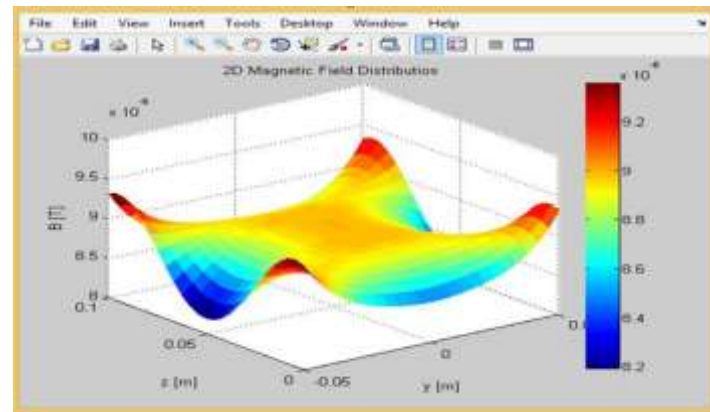 File Edit View Insert Tools Desktop Window Help
2D Magnetic Field Distribution
x 10
x 10
10
9.5
9
8.5
8
B [T]
0.1
0.05
0
z [m]
-0.05
0
y [m]
9.2
9
8.8
8.6
8.4
8.2